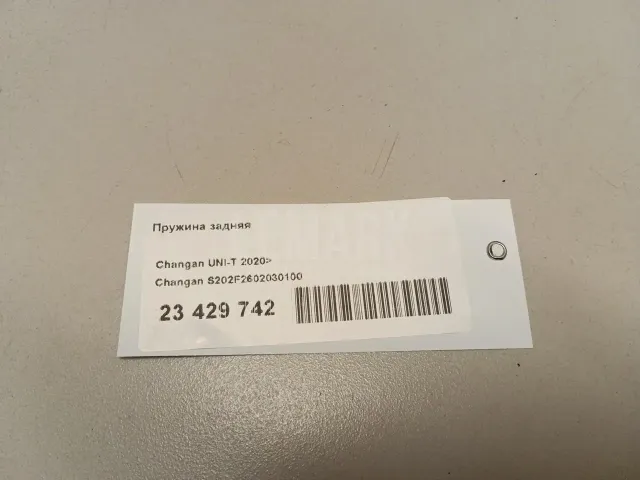 Пружина задняя
Changan UNI-T 2020>
Changan S202F2602030100
23 429 742